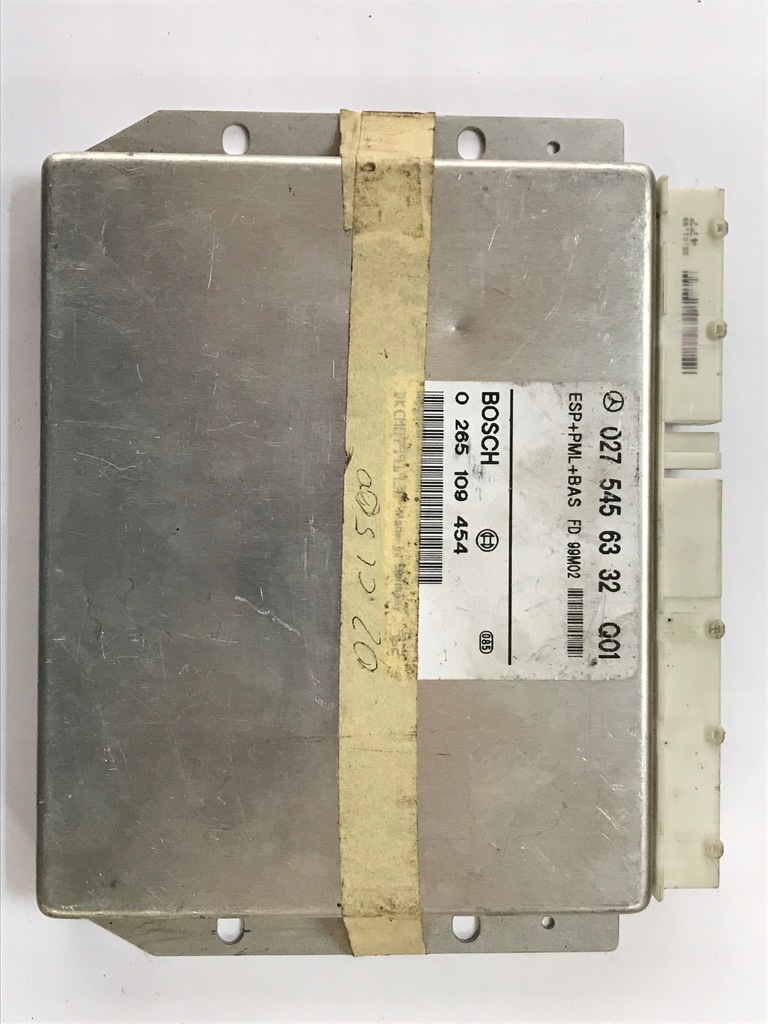 027 545 63 32 Q01
ESP+PML+BAS FD 99M02
085
BOSCH
0 265 109 454